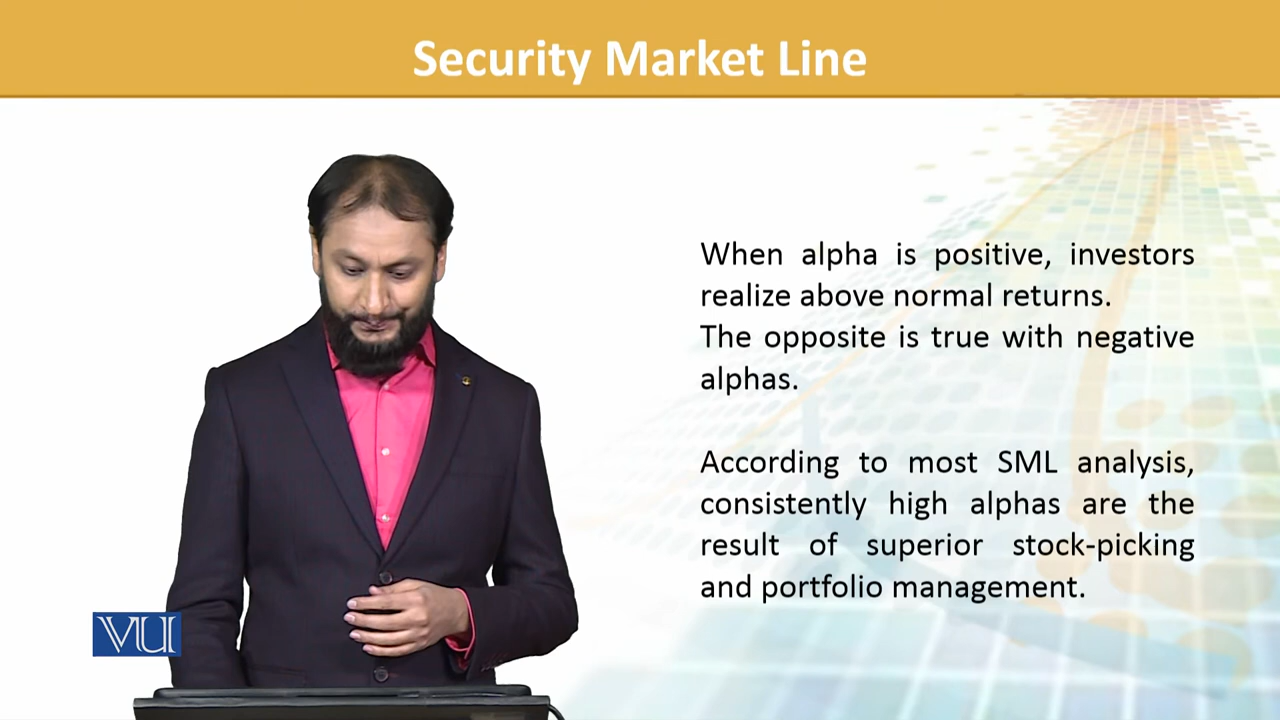 Security Market Line
When alpha is positive, investors
realize above normal returns.
The opposite is true with negative
alphas.
According to most SML analysis,
consistently high alphas are the
result of superior stock-picking
and portfolio management.
VU